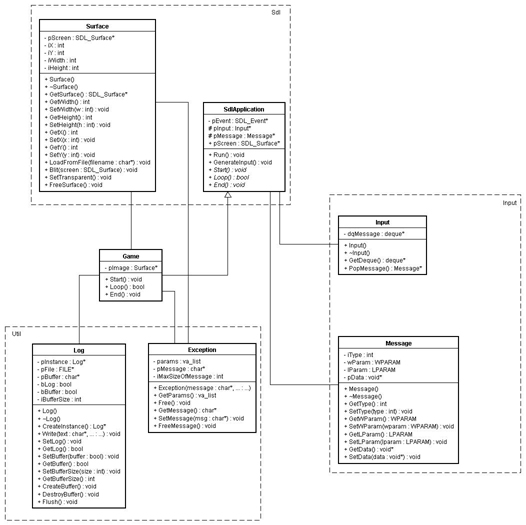 Sdl
Surface
- pScreen : SDL_Surface*
- iX : int
- iY : int
- iWidth : int
- iHeight : int
+ Surface()
+ ~Surface()
+ GetSurface() : SDL_Surface*
+ GetWidth() : int
+ SetWidth(w : int) : void
+ GetHeight() : int
+ SetHeight(h : int) : void
+ GetX() : int
+ SetX(x : int) : void
+ GetY() : int
+ SetY(y : int) : void
+ LoadFromFile(filename : char*) : void
+ Blit(screen : SDL_Surface) : void
+ SetTransparent() : void
+ FreeSurface() : void
SdlApplication
- pEvent : SDL_Event*
# pInput : Input*
# pMessage : Message*
+ pScreen : SDL_Surface*
+ Run() : void
+ GenerateInput() : void
+ Start() : void
+ Loop() : bool
+ End() : void
Input
Input
- dqMessage : deque*
+ Input()
+ ~Input()
+ GetDeque() : deque*
+ PopMessage() : Message*
Game
- pImage : Surface*
+ Start() : void
+ Loop() : bool
+ End() : void
Util
Log
- pInstance : Log*
- pFile : FILE*
- pBuffer : char*
- bLog : bool
- bBuffer : bool
- iBufferSize : int
+ Log()
+ ~Log()
+ CreateInstance() : Log*
+ Write(text : char*, ... : ...) : void
+ SetLog() : void
+ GetLog() : bool
+ SetBuffer(buffer : bool) : void
+ GetBuffer() : bool
+ SetBufferSize(size : int) : void
+ GetBufferSize() : int
+ CreateBuffer() : void
+ DestroyBuffer() : void
+ Flush() : void
Exception
- params : va_list
- pMessage : char*
- iMaxSizeOfMessage : int
+ Exception(message : char*, ... : ...)
+ GetParams() : va_list
+ Free() : void
+ GetMessage() : char*
+ SetMessage(msg : char*) : void
+ FreeMessage() : void
Message
- iType : int
- wParam : WPARAM
- lParam : LPARAM
- pData : void*
+ Message()
+ ~Message()
+ GetType() : int
+ SetType(type : int) : void
+ GetWParam() : WPARAM
+ SetWParam(wparam : WPARAM) : void
+ GetLParam() : LPARAM
+ SetLParam(lparam : LPARAM) : void
+ GetData() : void*
+ SetData(data : void*) : void